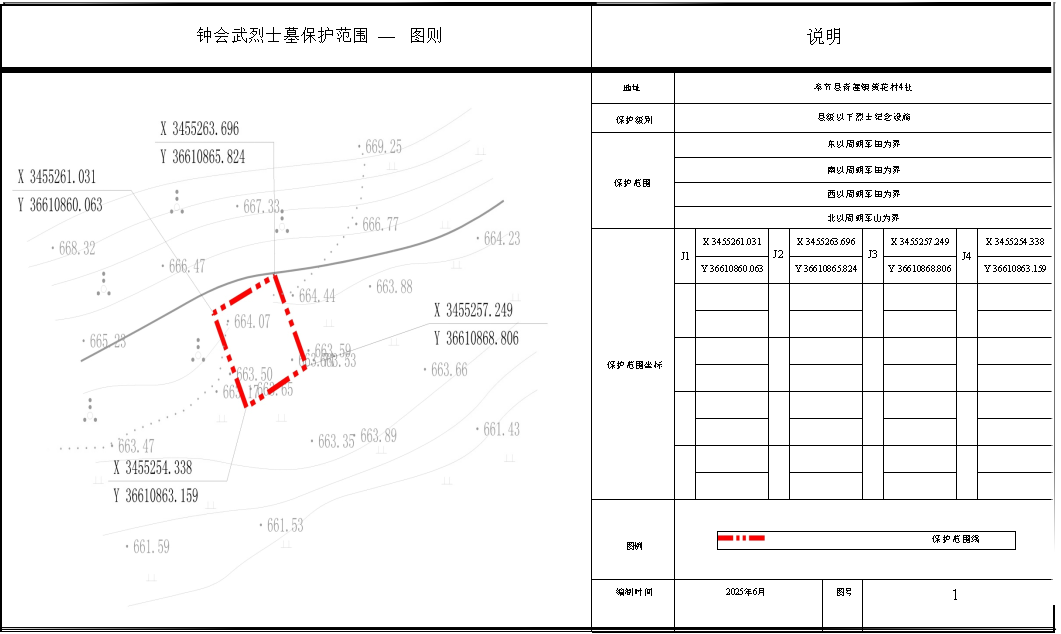 钟会武烈士墓保护范围 — 图则
说明
X 3455263.696
Y 36610865.824
X 3455261.031
Y 36610860.063
669.25
667.33
666.77
668.32
666.47
664.23
663.88
664.44
664.07
X 3455257.249
Y 36610868.806
665.23
663.59
663.53
663.50
663.66
663.65
663.47
663.35
663.89
661.43
X 3455254.338
Y 36610863.159
661.53
661.59
地址
保护级别
县级以下烈士纪念设施
保护范围
东以周朝军田为界
南以周朝军田为界
西以周朝军田为界
北以周朝军山为界
保护范围坐标
J1
X 3455261.031
Y 36610860.063
J2
X 3455263.696
Y 36610865.824
J3
X 3455257.249
Y 36610868.806
J4
X 3455254.338
Y 36610863.159
图例
保护范围线
编制时间
2025年6月
图号
1